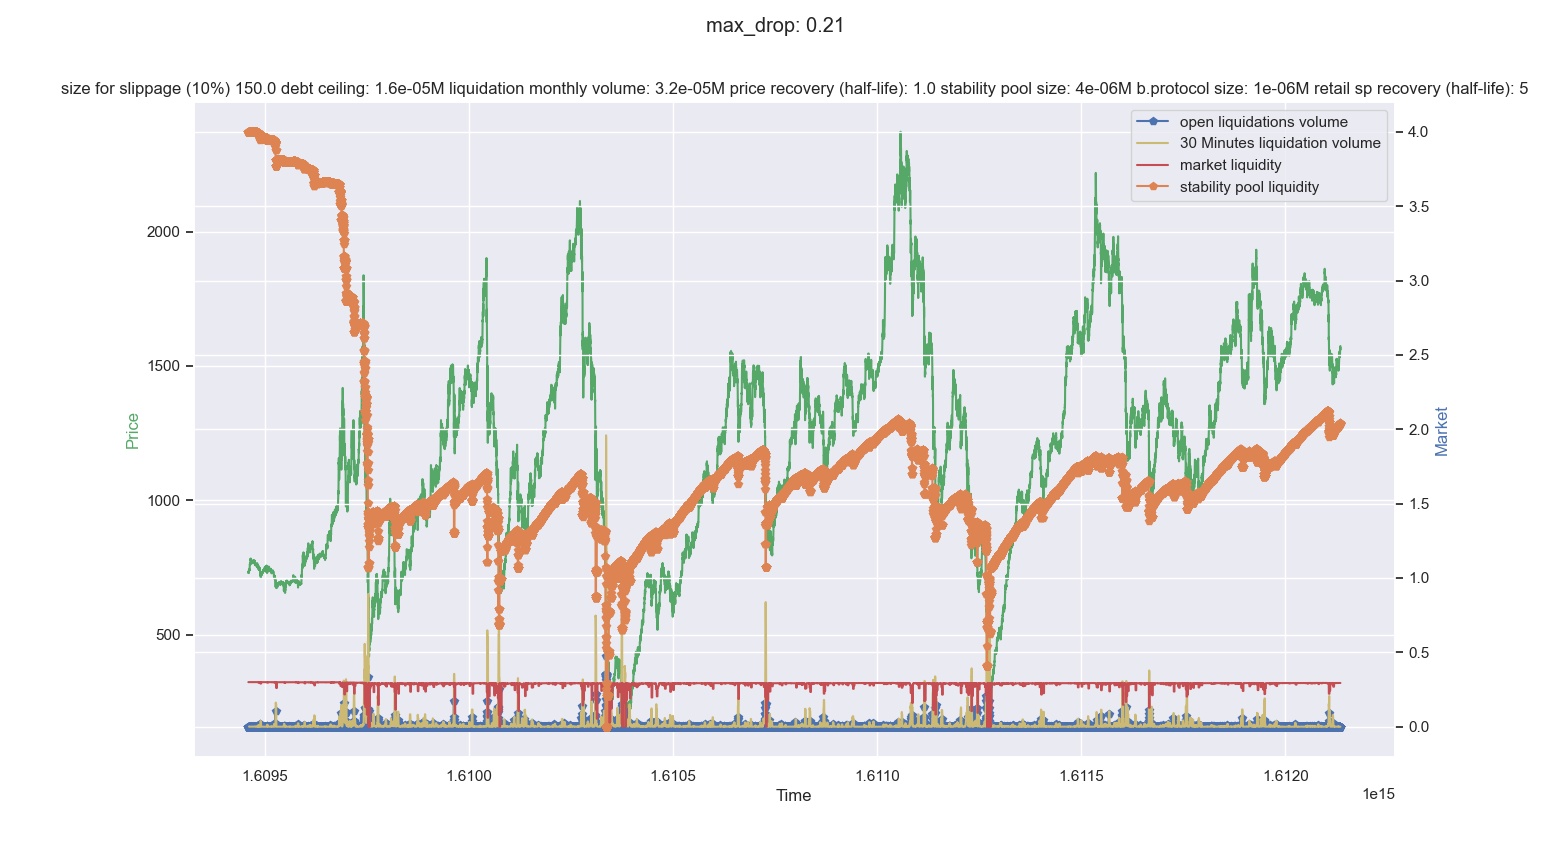 max_drop: 0.21
size for slippage (10%) 150.0 debt ceiling: 1.6e-05M liquidation monthly volume: 3.2e-05M price recovery (half-life): 1.0 stability pool size: 4e-06M b.protocol size: 1e-06M retail sp recovery (half-life): 5
open liquidations volume
30 Minutes liquidation volume
market liquidity
stability pool liquidity
2000
1500
1000
500
Price
4.0
3.5
3.0
2.5
2.0
1.5
1.0
0.5
0.0
Market
1.6095 1.6100 1.6105 1.6110 1.6115 1.6120
Time
1e15